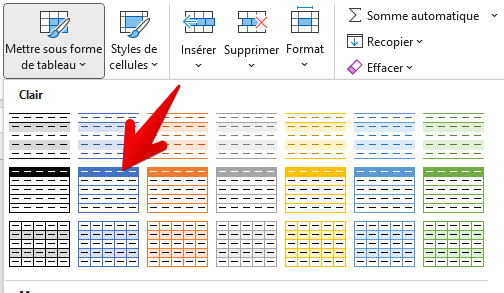 Mettre sous forme de tableau
Styles de cellules
Insérer
Supprimer
Format
Somme automatique
Recopier
Effacer
Clair